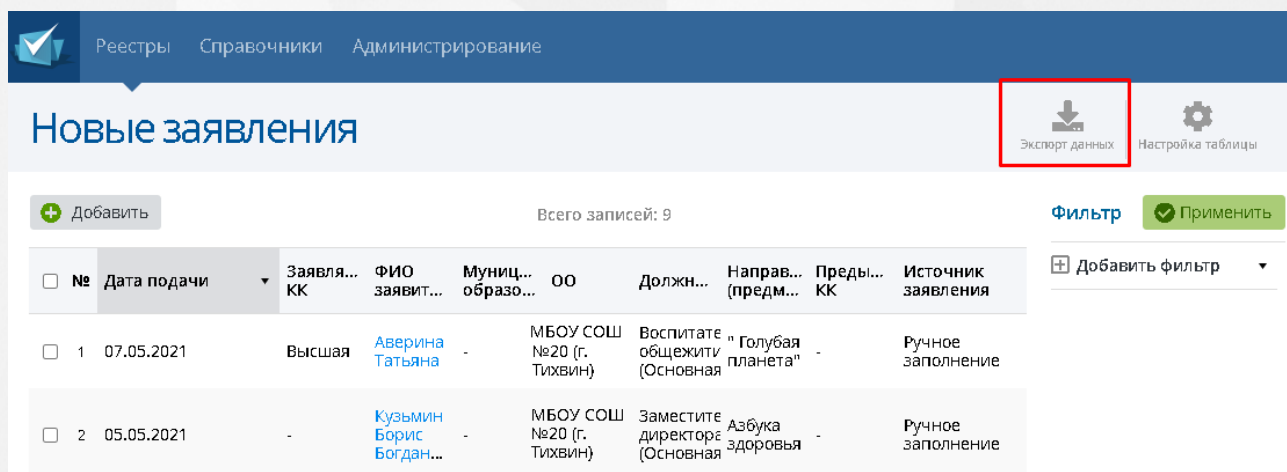 Реестры Справочники Администрирование
Новые заявления
Экспорт данных Настройка таблицы
Добавить Всего записей: 9 Фильтр Применить
Добавить фильтр
№ Дата подачи Заявля... КК ФИО заявит... Муниц... образо... ОО Должн... Направ... (предм... Преды... КК Источник заявления
1 07.05.2021 Высшая Аверина Татьяна - МБОУ СОШ №20 (г. Тихвин) Воспитате общежити (Основная " Голубая планета" - Ручное заполнение
2 05.05.2021 - Кузьмин Борис Богдан... - МБОУ СОШ №20 (г. Тихвин) Заместите директора (Основная Азбука здоровья - Ручное заполнение